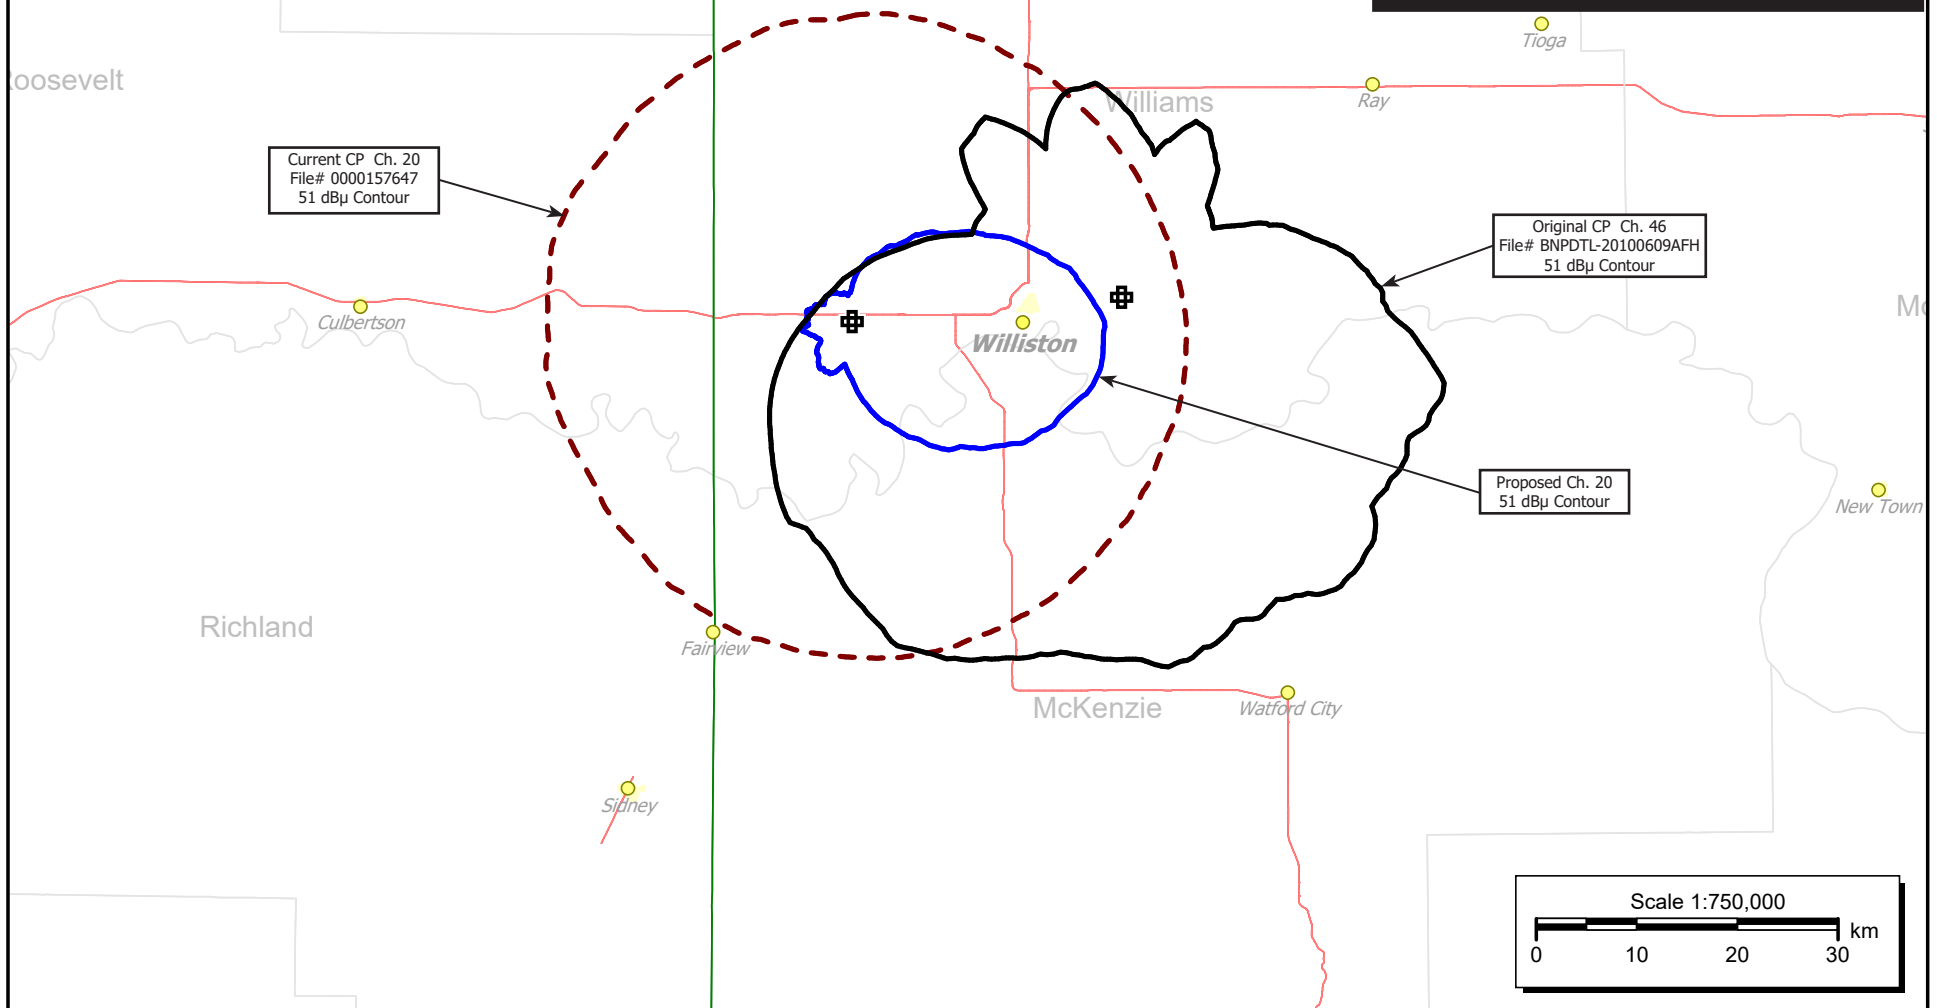 Tioga
Roosevelt
Ray
Williams
Current CP Ch. 20
File# 0000157647
51 dBµ Contour
Original CP Ch. 46
File# BNPDTL-20100609AFH
51 dBµ Contour
Culbertson
Williston
Proposed Ch. 20
51 dBµ Contour
New Town
Richland
Fairview
McKenzie
Watford City
Sidney
Scale 1:750,000
km
0 10 20 30